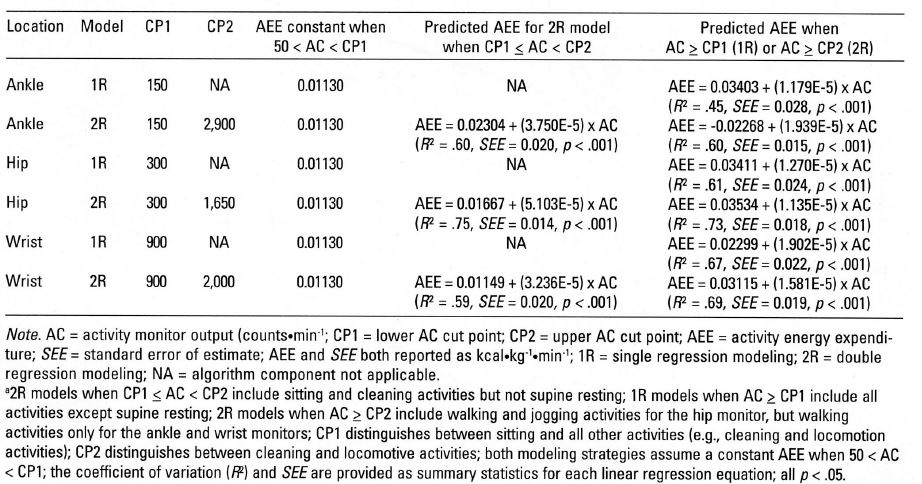 Location Model CP1 CP2 AEE constant when Predicted AEE for 2R model Predicted AEE when
50 < AC < CP1 when CP1 ≤ AC < CP2 AC ≥ CP1 (1R) or AC ≥ CP2 (2R)
Ankle 1R 150 NA 0.01130 NA AEE = 0.03403 + (1.179E-5) x AC
(R² = .45, SEE = 0.028, p < .001)
Ankle 2R 150 2,900 0.01130 AEE = 0.02304 + (3.750E-5) x AC AEE = -0.02268 + (1.939E-5) x AC
(R² = .60, SEE = 0.020, p < .001) (R² = .60, SEE = 0.015, p < .001)
Hip 1R 300 NA 0.01130 NA AEE = 0.03411 + (1.270E-5) x AC
(R² = .61, SEE = 0.024, p < .001)
Hip 2R 300 1,650 0.01130 AEE = 0.01667 + (5.103E-5) x AC AEE = 0.03534 + (1.135E-5) x AC
(R² = .75, SEE = 0.014, p < .001) (R² = .73, SEE = 0.018, p < .001)
Wrist 1R 900 NA 0.01130 NA AEE = 0.02299 + (1.902E-5) x AC
(R² = .67, SEE = 0.022, p < .001)
Wrist 2R 900 2,000 0.01130 AEE = 0.01149 + (3.236E-5) x AC AEE = 0.03115 + (1.581E-5) x AC
(R² = .59, SEE = 0.020, p < .001) (R² = .69, SEE = 0.019, p < .001)
Note. AC = activity monitor output (counts•min⁻¹; CP1 = lower AC cut point; CP2 = upper AC cut point; AEE = activity energy expendi-
ture; SEE = standard error of estimate; AEE and SEE both reported as kcal•kg⁻¹•min⁻¹; 1R = single regression modeling; 2R = double
regression modeling; NA = algorithm component not applicable.
ᵃ2R models when CP1 ≤ AC < CP2 include sitting and cleaning activities but not supine resting; 1R models when AC ≥ CP1 include all
activities except supine resting; 2R models when AC ≥ CP2 include walking and jogging activities for the hip monitor, but walking
activities only for the ankle and wrist monitors; CP1 distinguishes between sitting and all other activities (e.g., cleaning and locomotion
activities); CP2 distinguishes between cleaning and locomotive activities; both modeling strategies assume a constant AEE when 50 < AC
< CP1; the coefficient of variation (R²) and SEE are provided as summary statistics for each linear regression equation; all p < .05.